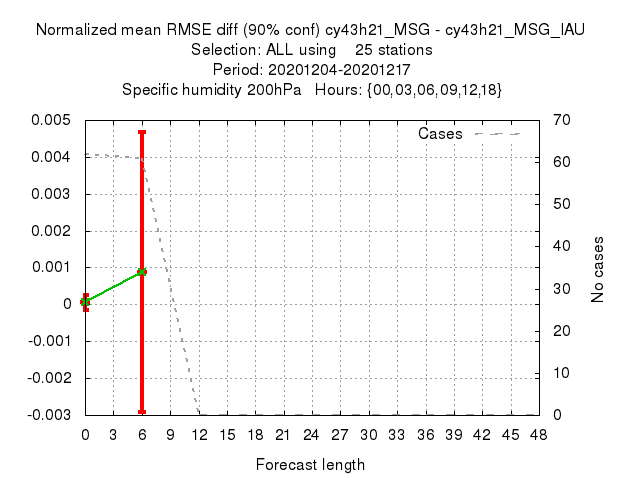 Normalized mean RMSE diff (90% conf) cy43h21_MSG - cy43h21_MSG_IAU
Selection: ALL using    25 stations
Period: 20201204-20201217
Specific humidity 200hPa   Hours: {00,03,06,09,12,18}
Cases
0.005
0.004
0.003
0.002
0.001
0
-0.001
-0.002
-0.003
70
60
50
40
30
20
10
0
No cases
0 3 6 9 12 15 18 21 24 27 30 33 36 39 42 45 48
Forecast length